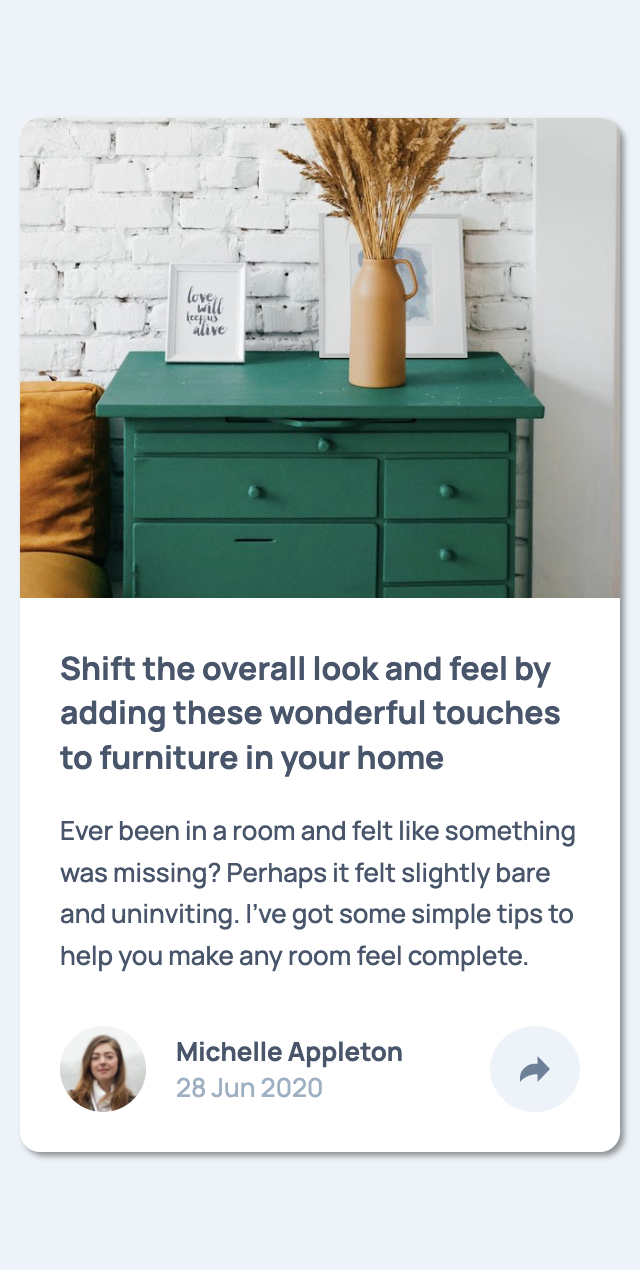 love
will
keep us
alive
Shift the overall look and feel by
adding these wonderful touches
to furniture in your home
Ever been in a room and felt like something
was missing? Perhaps it felt slightly bare
and uninviting. I've got some simple tips to
help you make any room feel complete.
Michelle Appleton
28 Jun 2020